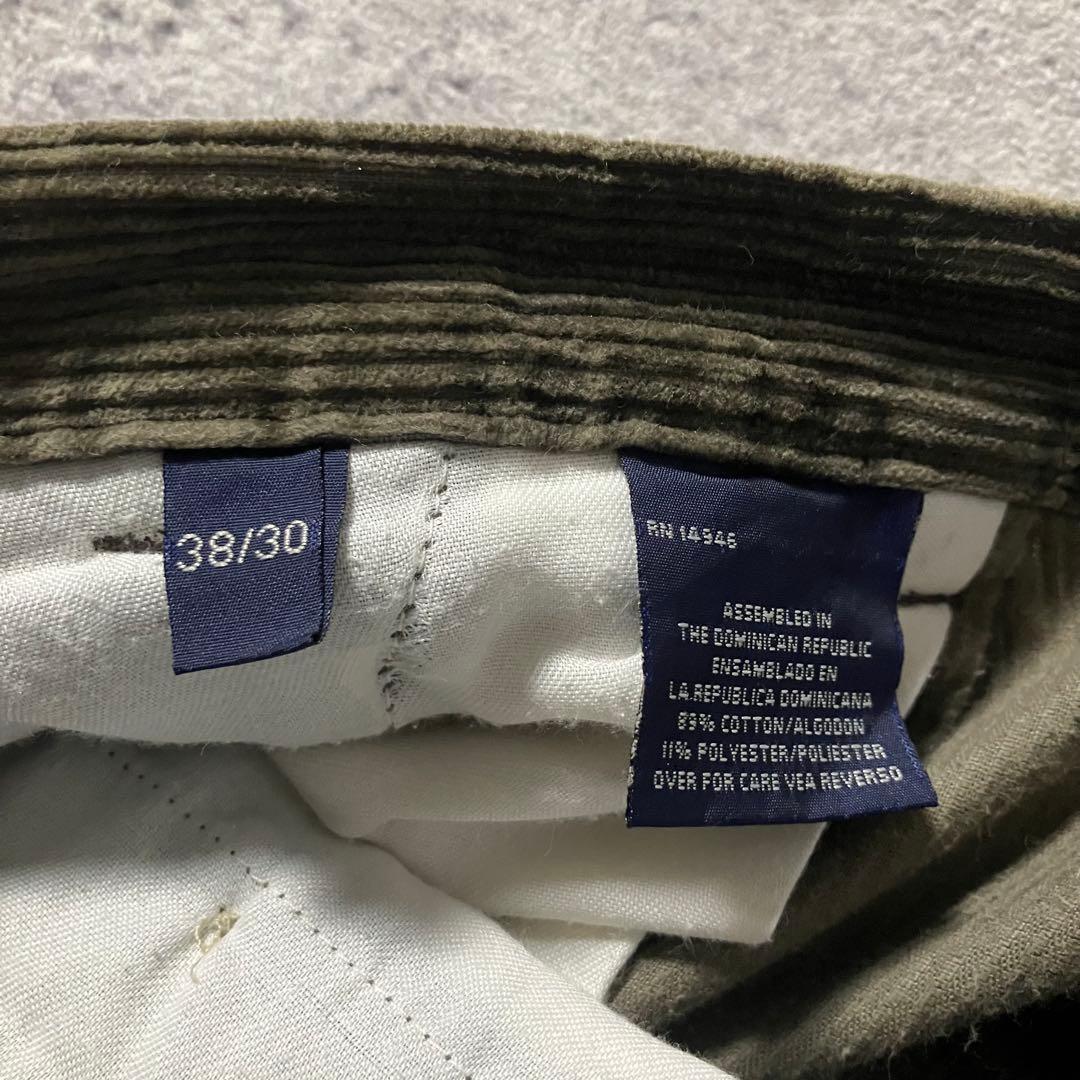 38/30
RN 14946
ASSEMBLED IN
THE DOMINICAN REPUBLIC
ENSAMBLADO EN
LA.REPUBLICA DOMINICANA
89% COTTON/ALGODON
11% POLYESTER/POLIESTER
OVER FOR CARE VEA REVERSO